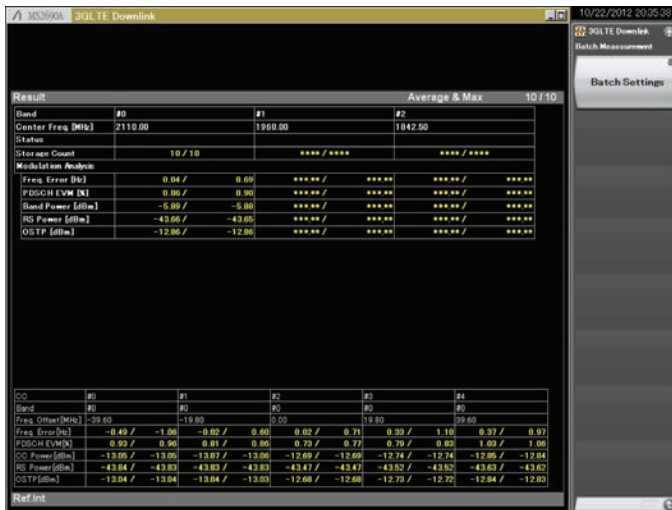 MS2690A 3GLTE Downlink
10/22/2012 20:35:38
3GLTE Downlink
Batch Measurement
Batch Settings
Result Average & Max 10 / 10
Band #0 #1 #2
Center Freq. [MHz] 2110.00 1960.00 1842.50
Status
Storage Count 10 / 10 **** / **** **** / ****
Modulation Analysis
Freq. Error [Hz] 0.04 / 0.69 ***.** / ***.** ***.** / ***.**
PDSCH EVM [%] 0.86 / 0.90 ***.** / ***.** ***.** / ***.**
Band Power [dBm] -5.89 / -5.88 ***.** / ***.** ***.** / ***.**
RS Power [dBm] -43.66 / -43.65 ***.** / ***.** ***.** / ***.**
OSTP [dBm] -12.86 / -12.86 ***.** / ***.** ***.** / ***.**
CC #0 #1 #2 #3 #4
Band #0 #0 #0 #0 #0
Freq. Offset[MHz] -39.60 -19.80 0.00 19.80 39.60
Freq. Error[Hz] -0.49 / -1.06 -0.02 / 0.60 0.02 / 0.71 0.33 / 1.10 0.37 / 0.97
PDSCH EVM[%] 0.93 / 0.96 0.81 / 0.86 0.73 / 0.77 0.79 / 0.83 1.03 / 1.06
CC Power[dBm] -13.05 / -13.05 -13.07 / -13.06 -12.69 / -12.69 -12.74 / -12.74 -12.85 / -12.84
RS Power[dBm] -43.84 / -43.83 -43.83 / -43.83 -43.47 / -43.47 -43.52 / -43.52 -43.63 / -43.62
OSTP[dBm] -13.04 / -13.04 -13.04 / -13.03 -12.68 / -12.68 -12.73 / -12.72 -12.84 / -12.83
Ref.Int